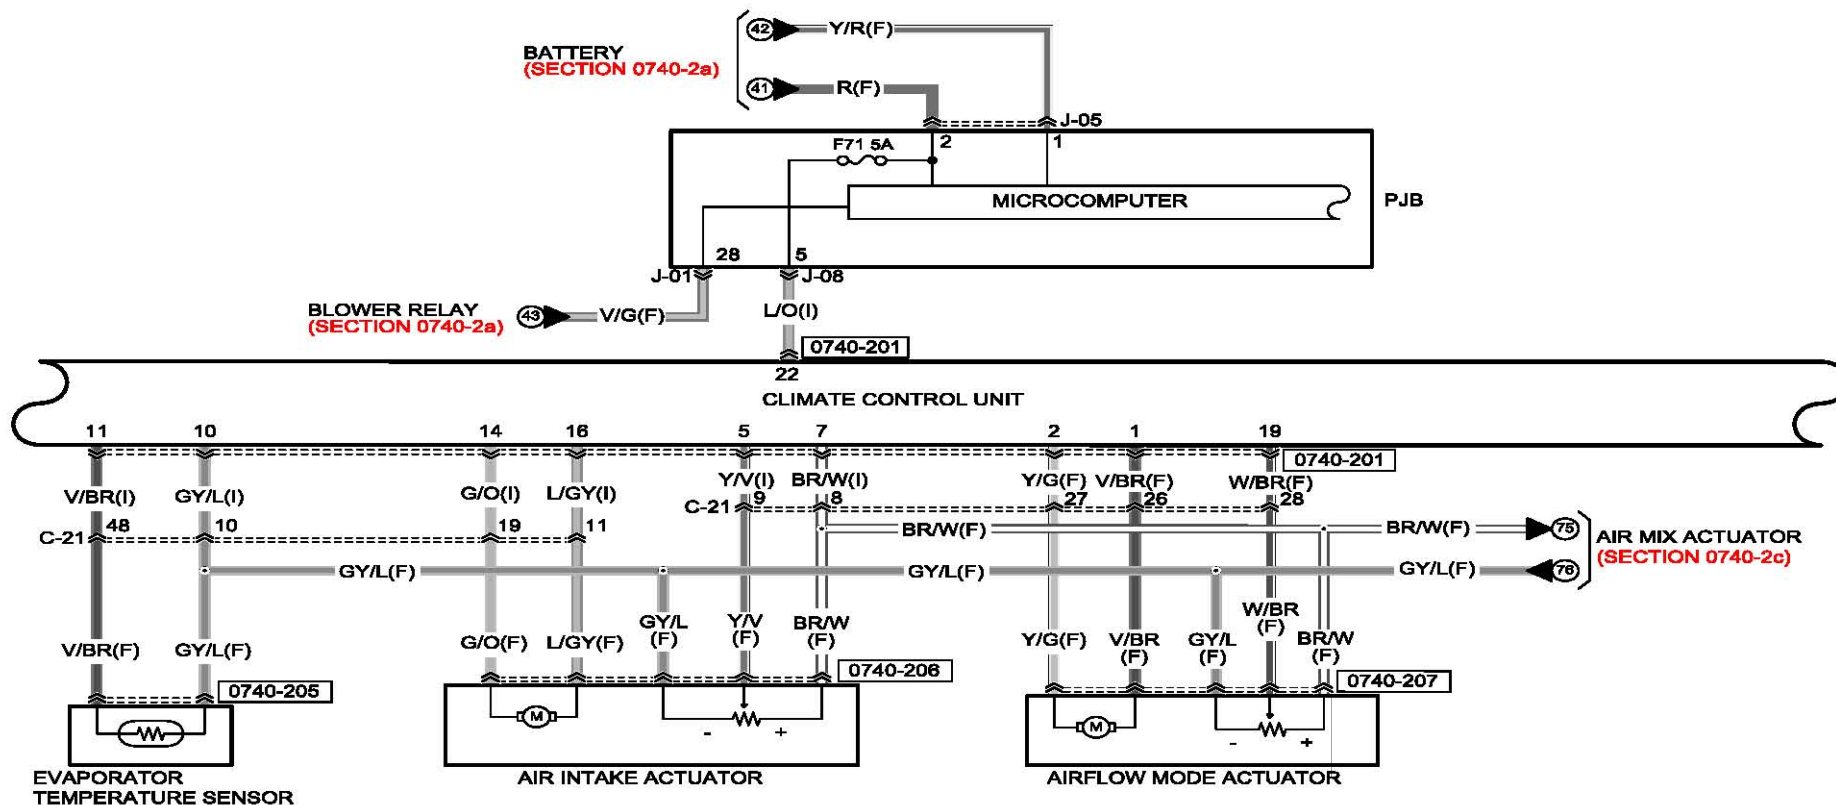 42 Y/R(F)
BATTERY
(SECTION 0740-2a)
41 R(F)
J-05
F71 5A 2 1
MICROCOMPUTER
PJB
28 5
J-01 J-08
BLOWER RELAY
(SECTION 0740-2a)
43 V/G(F) L/O(I)
0740-201
22
CLIMATE CONTROL UNIT
11 10 14 16 5 7 2 1 19
0740-201
V/BR(I) GY/L(I) G/O(I) L/GY(I) Y/V(I) BR/W(I) Y/G(F) V/BR(F) W/BR(F)
C-21 9 8 27 26 28
C-21 48 10 19 11
BR/W(F) BR/W(F) 75
AIR MIX ACTUATOR
(SECTION 0740-2c)
GY/L(F) GY/L(F) GY/L(F) 76
V/BR(F) GY/L(F) G/O(F) L/GY(F) GY/L
(F) Y/V
(F) BR/W
(F) Y/G(F) V/BR
(F) GY/L
(F) W/BR
(F) BR/W
(F)
0740-205 0740-206 0740-207
M - + M - +
EVAPORATOR
TEMPERATURE SENSOR
AIR INTAKE ACTUATOR
AIRFLOW MODE ACTUATOR